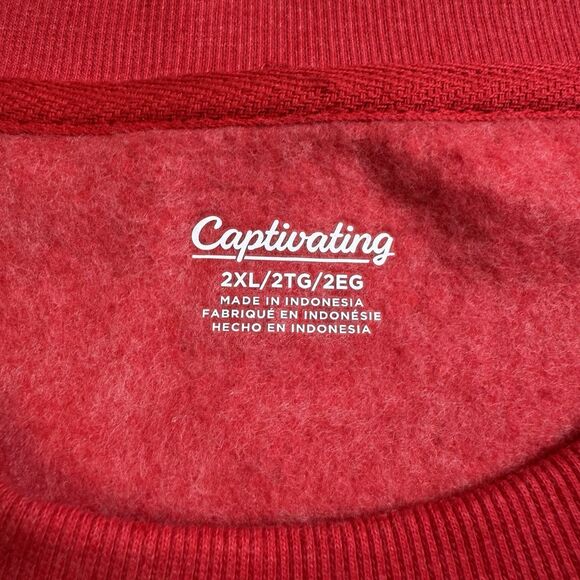 Captivating
2XL/2TG/2EG
MADE IN INDONESIA
FABRIQUÉ EN INDONÉSIE
HECHO EN INDONESIA